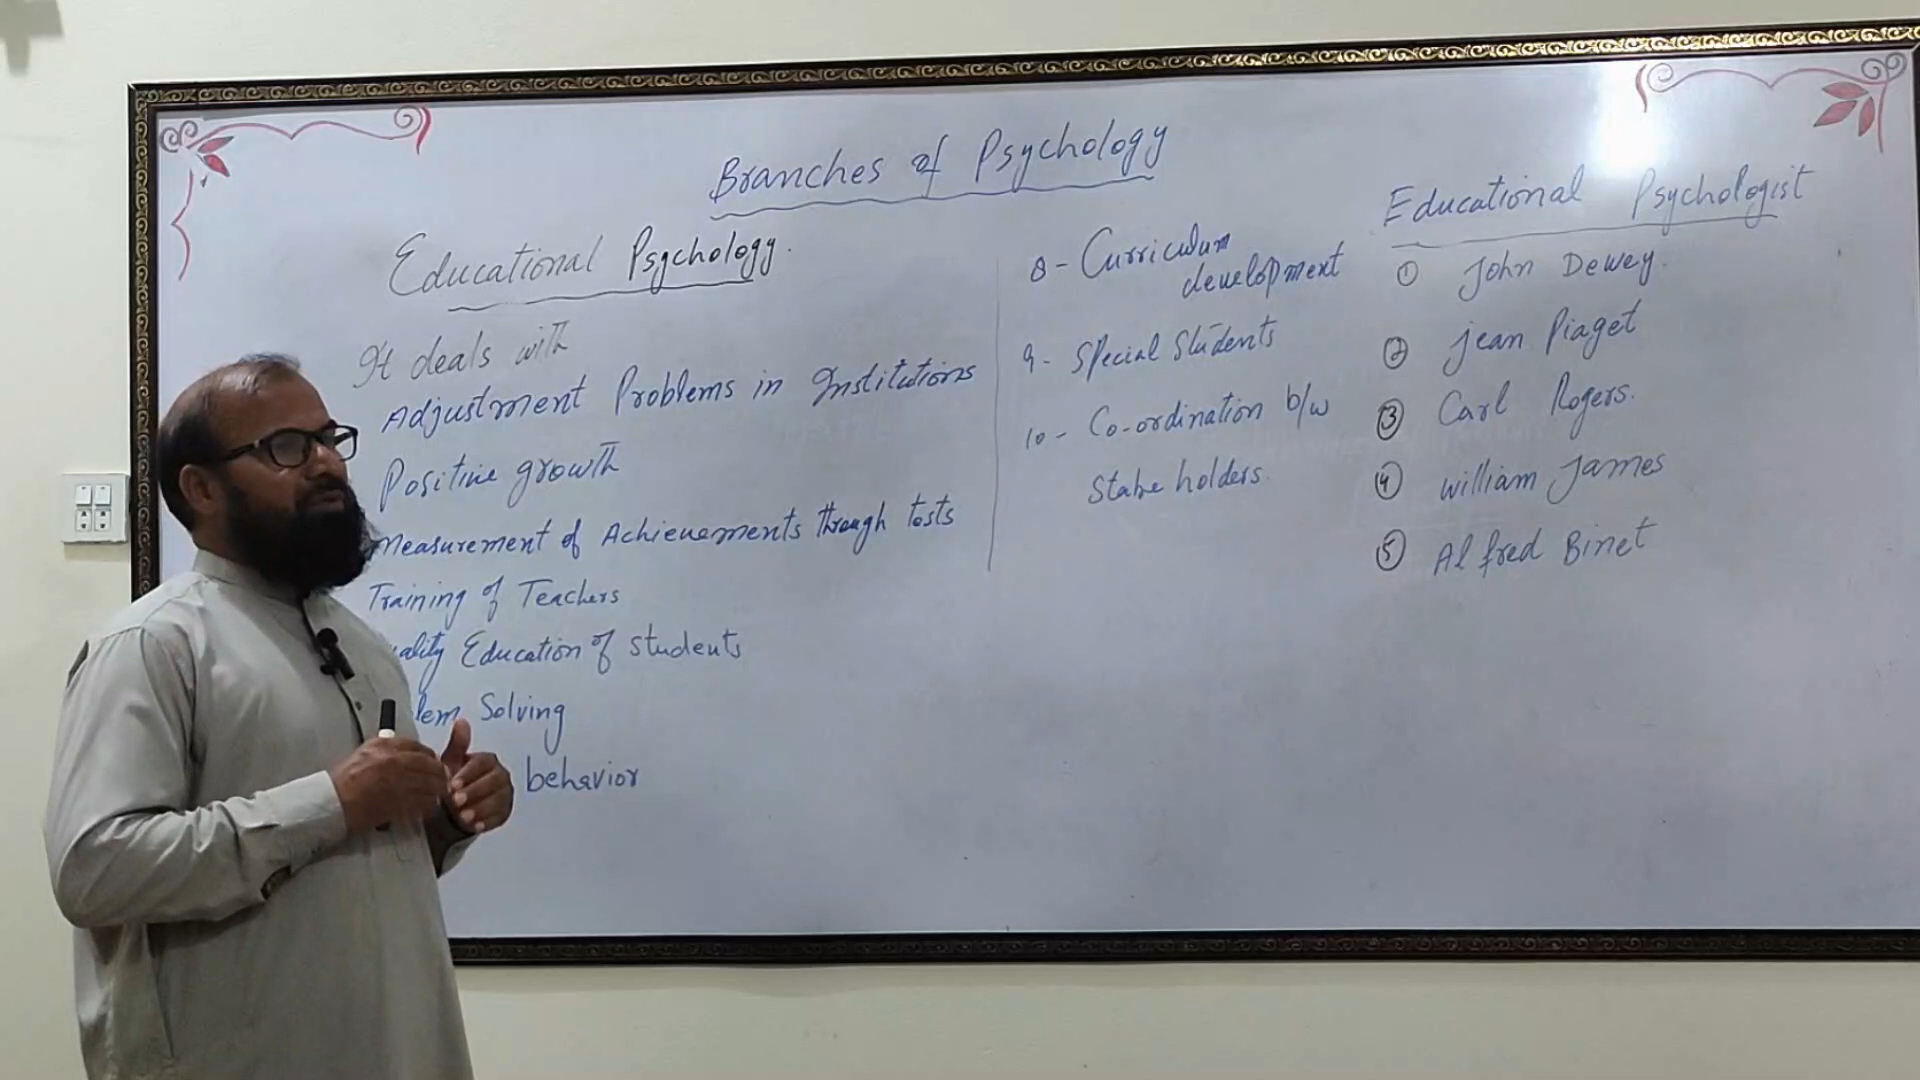 Branches of Psychology
Educational Psychology.
It deals with
Adjustment Problems in Institutions
Positive growth
Measurement of Achievements through tests
Training of Teachers
Education of students
Solving
behavior
8- Curriculum
development
9- Special Students
10- Co-ordination b/w
Stake holders.
Educational Psychologist
1 John Dewey.
2 Jean Piaget
3 Carl Rogers.
4 William James
5 Alfred Binet